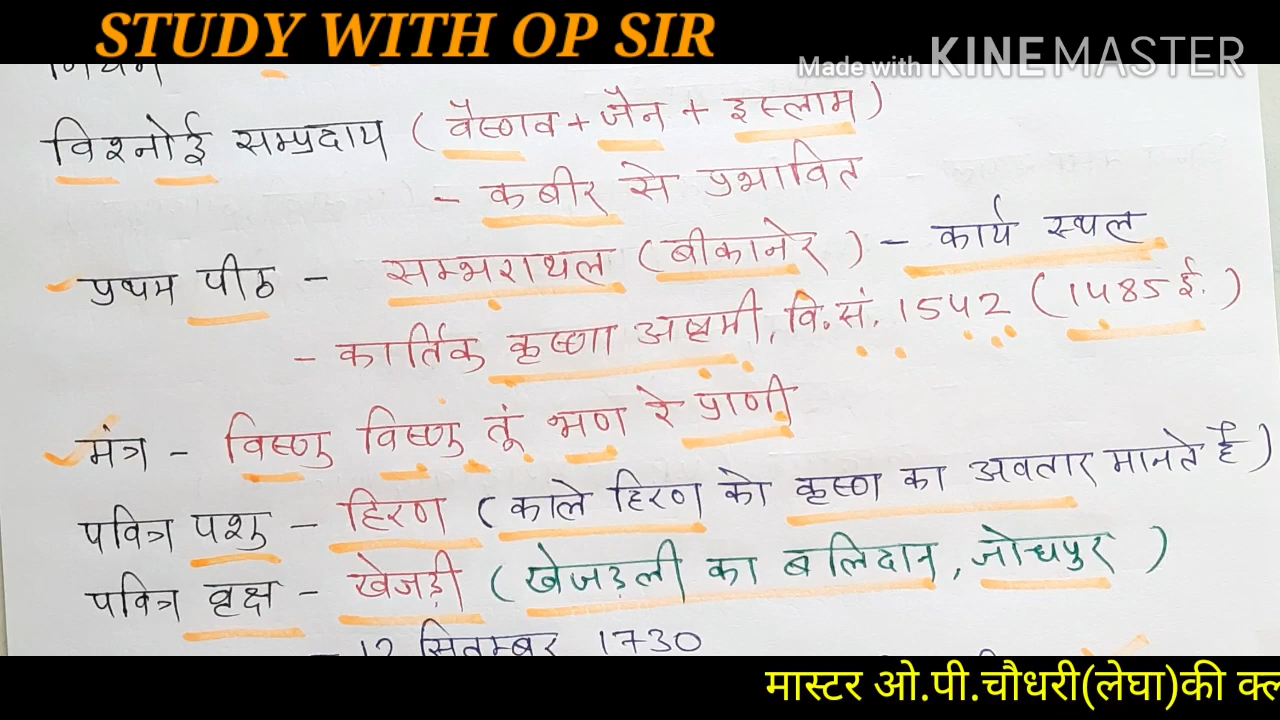 STUDY WITH OP SIR
Made with KINEMASTER
नियम
विश्नोई सम्प्रदाय ( वैष्णव + जैन + इस्लाम )
- कबीर से प्रभावित
प्रथम पीठ - सम्भराथल ( बीकानेर ) - कार्य स्थल
- कार्तिक कृष्णा अष्टमी, वि.सं. 1542 ( 1485 ई. )
मंत्र - विष्णु विष्णु तूं भण रे प्राणी
पवित्र पशु - हिरण ( काले हिरण को कृष्ण का अवतार मानते है )
पवित्र वृक्ष - खेजड़ी ( खेजड़ली का बलिदान, जोधपुर )
- 12 सितम्बर 1730
मास्टर ओ.पी.चौधरी(लेघा)की क्ल